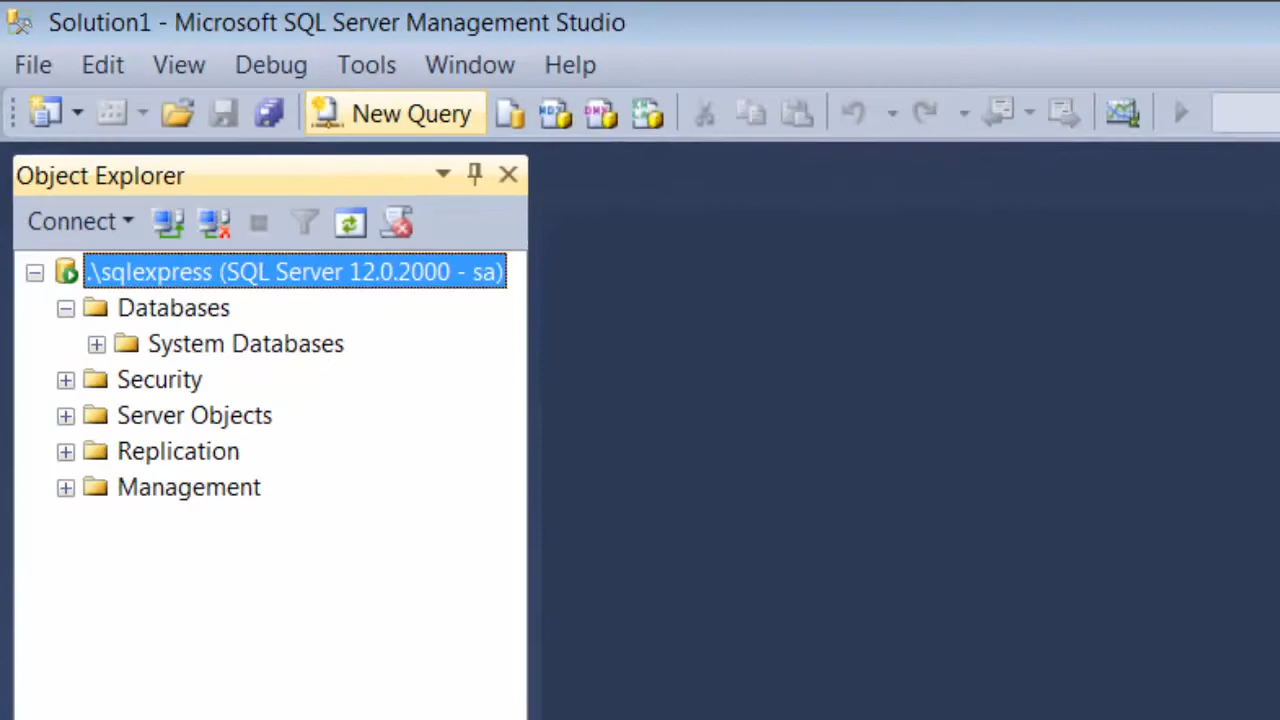 Solution1 - Microsoft SQL Server Management Studio
File Edit View Debug Tools Window Help
New Query
Object Explorer
Connect
.\sqlexpress (SQL Server 12.0.2000 - sa)
Databases
System Databases
Security
Server Objects
Replication
Management